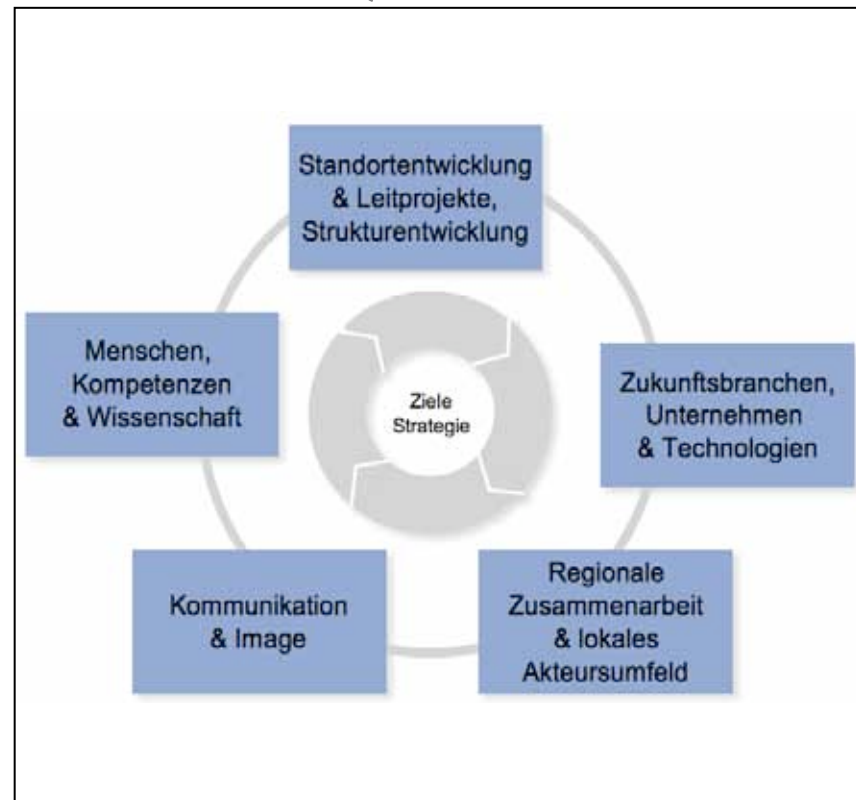 Standortentwicklung
& Leitprojekte,
Strukturentwicklung
Menschen,
Kompetenzen
& Wissenschaft
Ziele
Strategie
Zukunftsbranchen,
Unternehmen
& Technologien
Kommunikation
& Image
Regionale
Zusammenarbeit
& lokales
Akteursumfeld